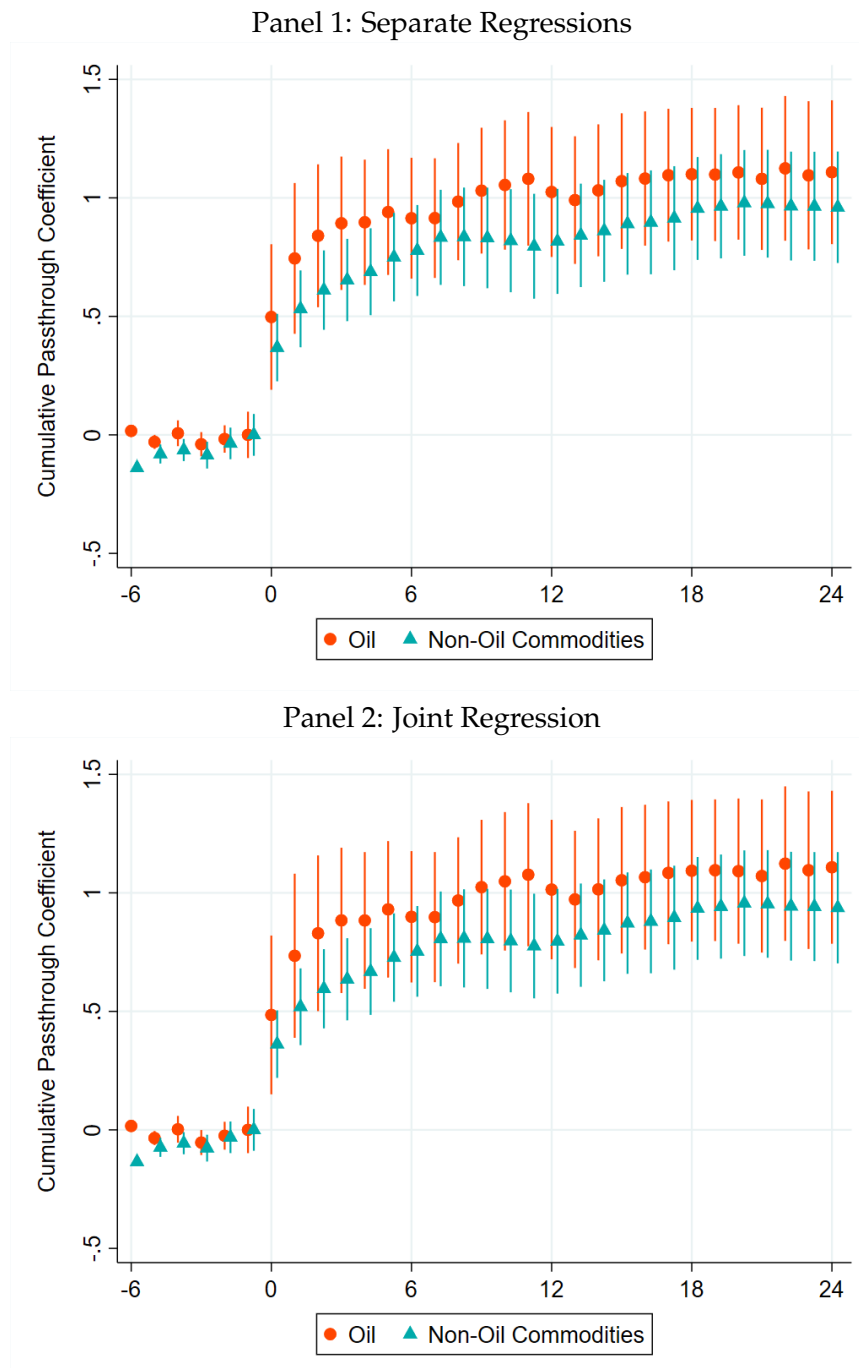 Panel 1: Separate Regressions
Cumulative Passthrough Coefficient
1.5
1
.5
0
-.5
-6 0 6 12 18 24
Oil Non-Oil Commodities
Panel 2: Joint Regression
Cumulative Passthrough Coefficient
1.5
1
.5
0
-.5
-6 0 6 12 18 24
Oil Non-Oil Commodities